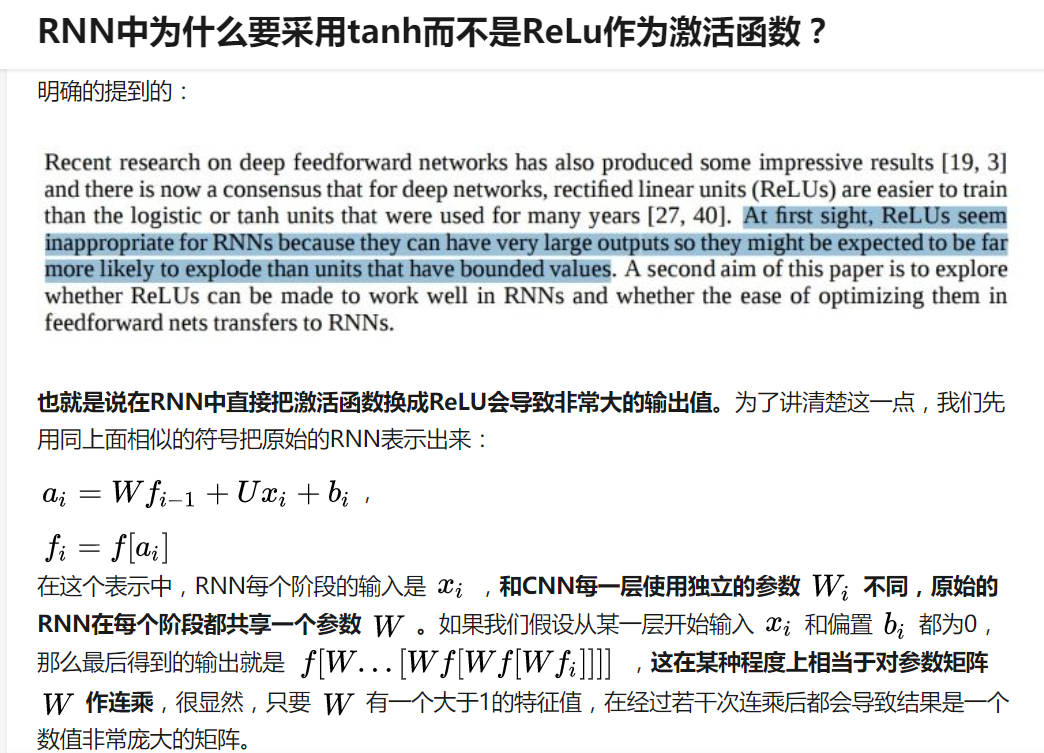 RNN中为什么要采用tanh而不是ReLu作为激活函数？
明确的提到的：
Recent research on deep feedforward networks has also produced some impressive results [19, 3]
and there is now a consensus that for deep networks, rectified linear units (ReLUs) are easier to train
than the logistic or tanh units that were used for many years [27, 40]. At first sight, ReLUs seem
inappropriate for RNNs because they can have very large outputs so they might be expected to be far
more likely to explode than units that have bounded values. A second aim of this paper is to explore
whether ReLUs can be made to work well in RNNs and whether the ease of optimizing them in
feedforward nets transfers to RNNs.
也就是说在RNN中直接把激活函数换成ReLU会导致非常大的输出值。为了讲清楚这一点，我们先
用同上面相似的符号把原始的RNN表示出来：
a_i = Wf_{i-1} + Ux_i + b_i ，
f_i = f[a_i]
在这个表示中，RNN每个阶段的输入是 x_i ，和CNN每一层使用独立的参数 W_i 不同，原始的
RNN在每个阶段都共享一个参数 W 。如果我们假设从某一层开始输入 x_i 和偏置 b_i 都为0，
那么最后得到的输出就是 f[W...[Wf[Wf[Wf_i]]]] ，这在某种程度上相当于对参数矩阵
W 作连乘，很显然，只要 W 有一个大于1的特征值，在经过若干次连乘后都会导致结果是一个
数值非常庞大的矩阵。